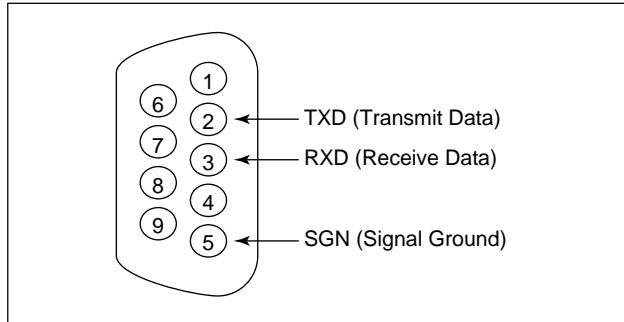 1
6
2 TXD (Transmit Data)
7
3 RXD (Receive Data)
8
4
9
5 SGN (Signal Ground)